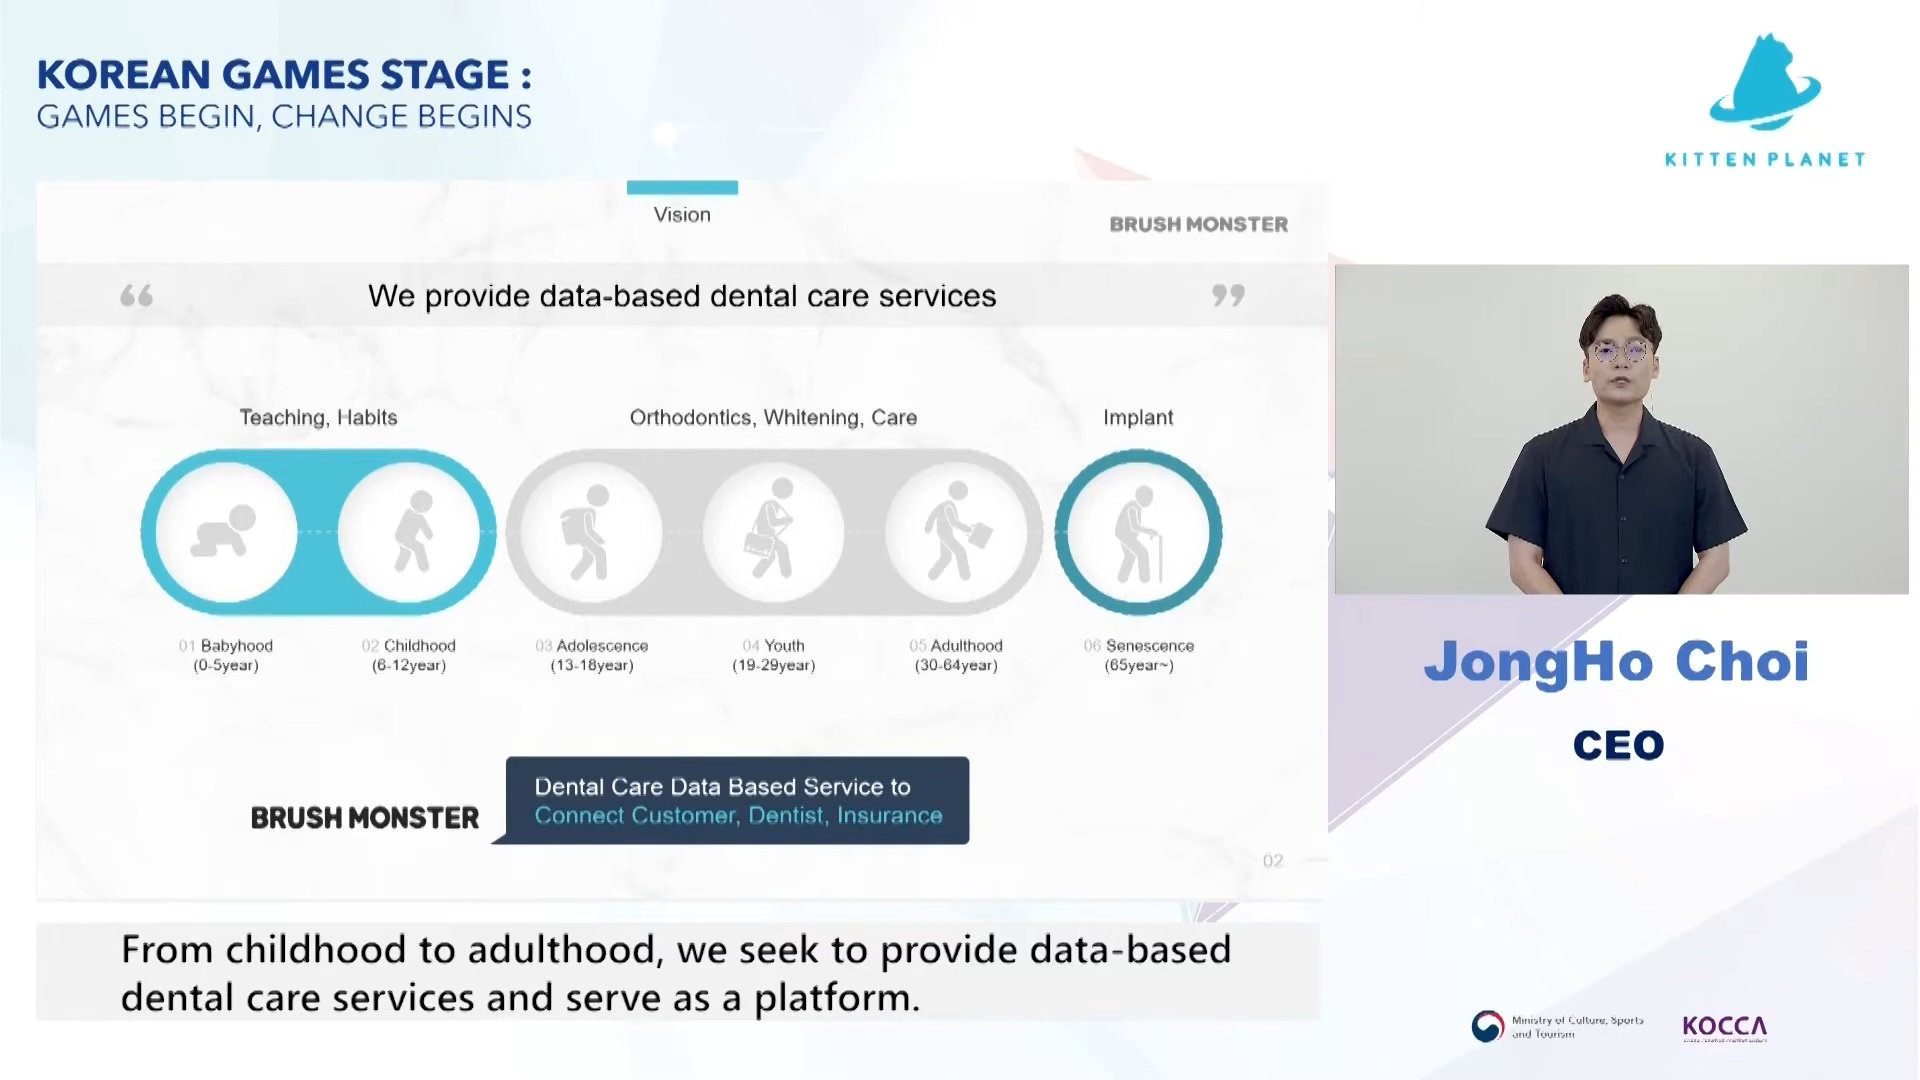 KOREAN GAMES STAGE :
GAMES BEGIN, CHANGE BEGINS
KITTEN PLANET
Vision
BRUSH MONSTER
“ We provide data-based dental care services ”
Teaching, Habits
Orthodontics, Whitening, Care
Implant
01 Babyhood
(0-5year)
02 Childhood
(6-12year)
03 Adolescence
(13-18year)
04 Youth
(19-29year)
05 Adulthood
(30-64year)
06 Senescence
(65year~)
BRUSH MONSTER
Dental Care Data Based Service to
Connect Customer, Dentist, Insurance
02
JongHo Choi
CEO
From childhood to adulthood, we seek to provide data-based
dental care services and serve as a platform.
Ministry of Culture, Sports
and Tourism
KOCCA